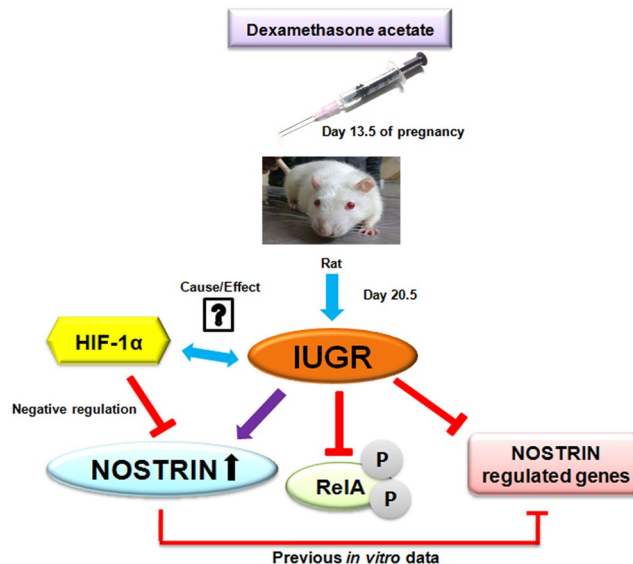 Dexamethasone acetate
Day 13.5 of pregnancy
Rat
Day 20.5
Cause/Effect
?
HIF-1α
IUGR
Negative regulation
NOSTRIN
RelA
P
P
NOSTRIN
regulated genes
Previous in vitro data